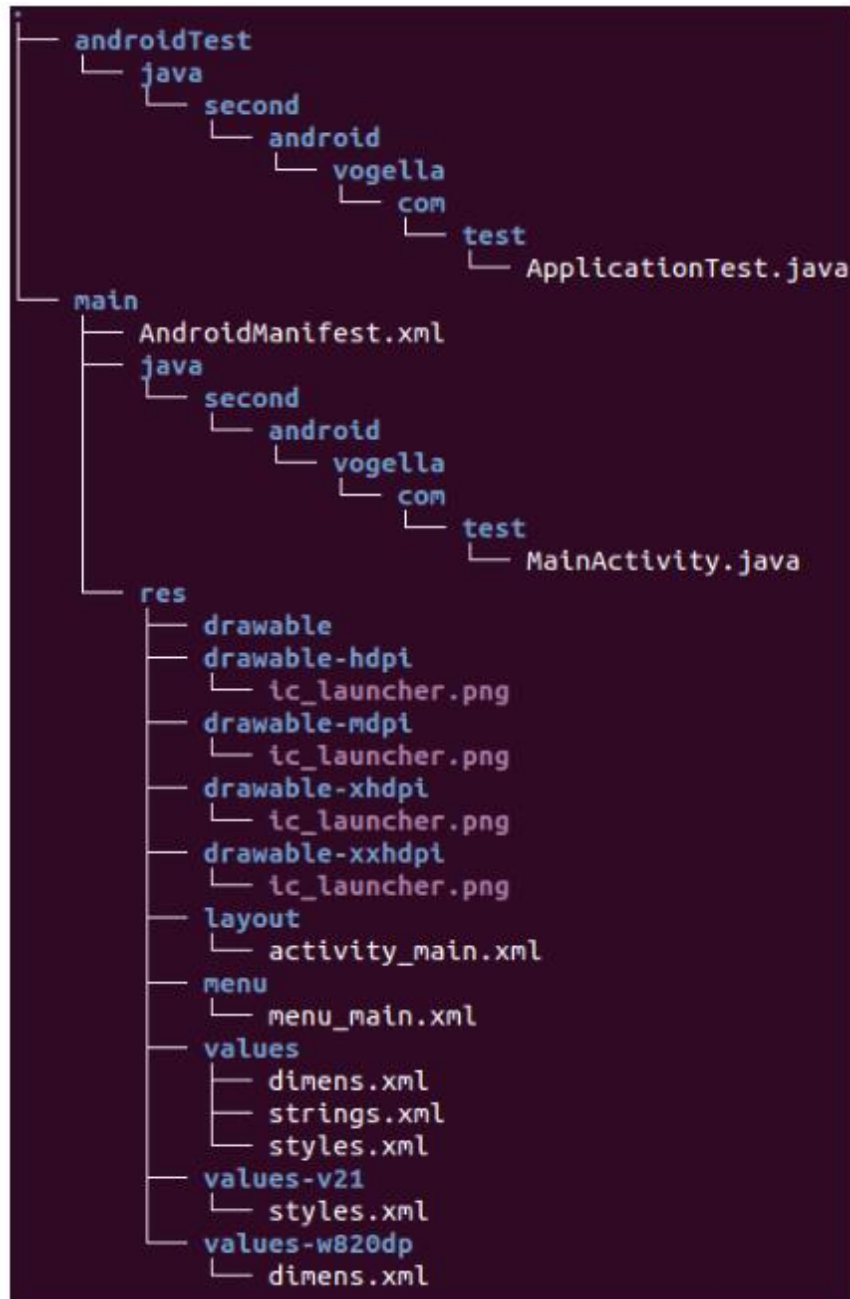 .
├── androidTest
│   └── java
│       └── second
│           └── android
│               └── vogella
│                   └── com
│                       └── test
│                           └── ApplicationTest.java
└── main
    ├── AndroidManifest.xml
    ├── java
    │   └── second
    │       └── android
    │           └── vogella
    │               └── com
    │                   └── test
    │                       └── MainActivity.java
    └── res
        ├── drawable
        ├── drawable-hdpi
        │   └── ic_launcher.png
        ├── drawable-mdpi
        │   └── ic_launcher.png
        ├── drawable-xhdpi
        │   └── ic_launcher.png
        ├── drawable-xxhdpi
        │   └── ic_launcher.png
        ├── layout
        │   └── activity_main.xml
        ├── menu
        │   └── menu_main.xml
        ├── values
        │   ├── dimens.xml
        │   ├── strings.xml
        │   └── styles.xml
        ├── values-v21
        │   └── styles.xml
        └── values-w820dp
            └── dimens.xml